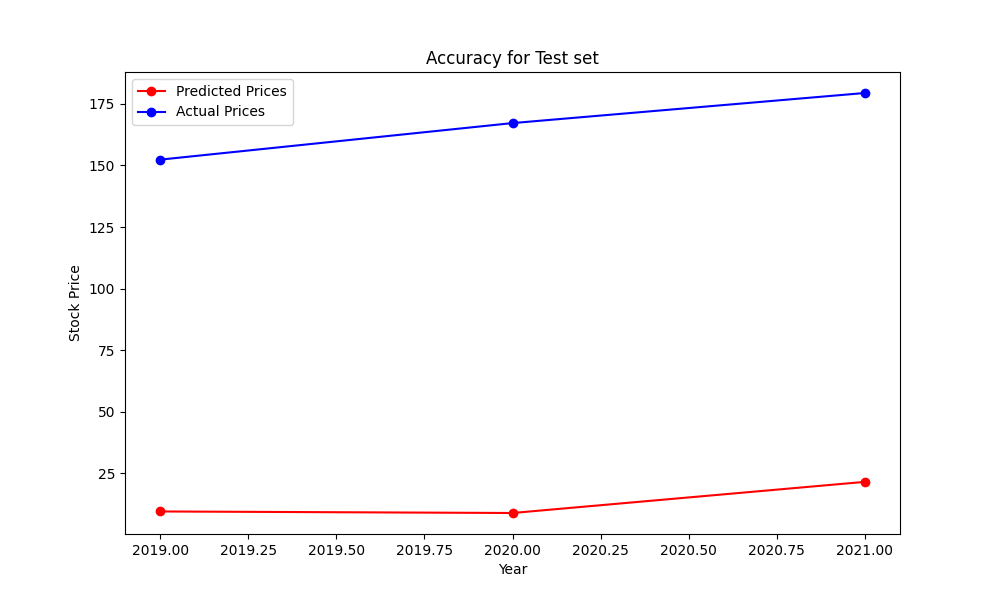 Accuracy for Test set
Predicted Prices
Actual Prices
175
150
125
100
75
50
25
Stock Price
2019.00 2019.25 2019.50 2019.75 2020.00 2020.25 2020.50 2020.75 2021.00
Year